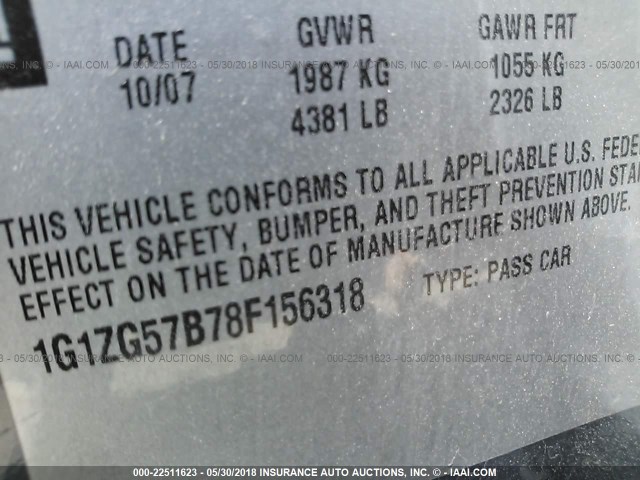 DATE GVWR GAWR FRT
10/07 1987 KG 1055 KG
4381 LB 2326 LB
THIS VEHICLE CONFORMS TO ALL APPLICABLE U.S. FEDE
VEHICLE SAFETY, BUMPER, AND THEFT PREVENTION STA
EFFECT ON THE DATE OF MANUFACTURE SHOWN ABOVE.
1G1ZG57B78F156318 TYPE: PASS CAR
000-22511623 - 05/30/2018 INSURANCE AUTO AUCTIONS, INC. - ©-IAAI.COM